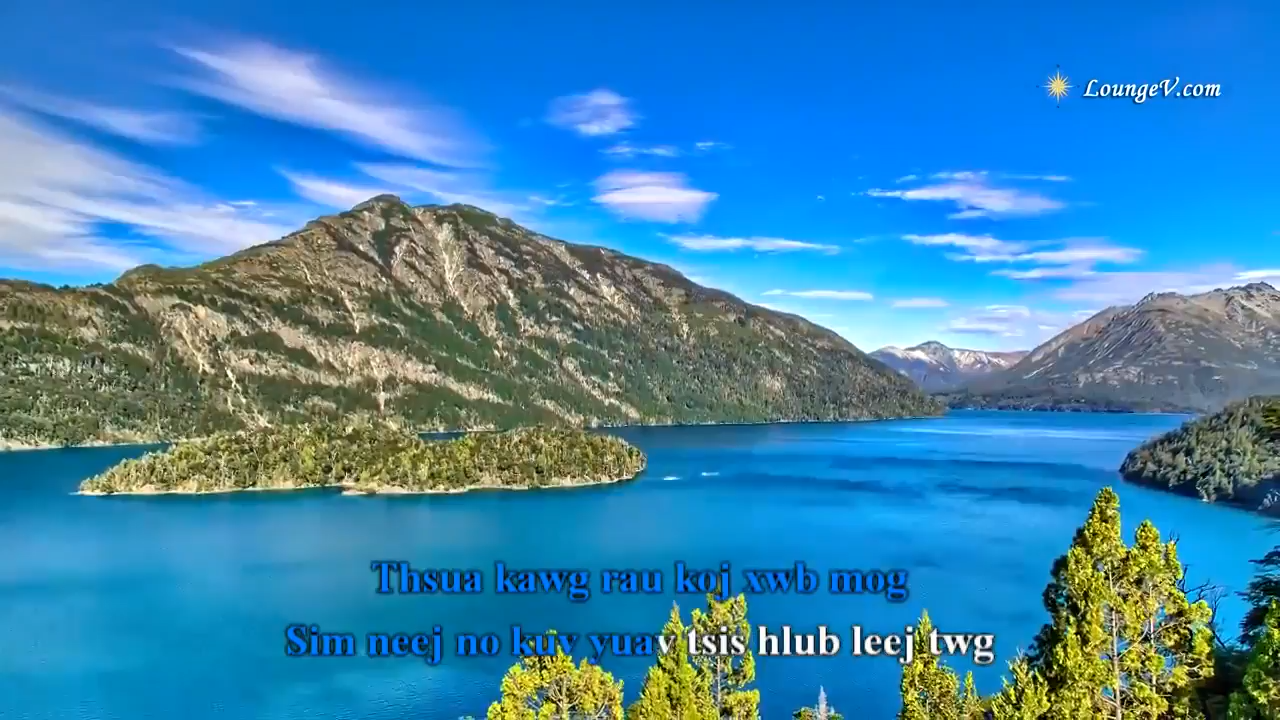 LoungeV.com
Thsua kawg rau koj xwb mog
Sim neej no kuv yuav tsis hlub leej twg